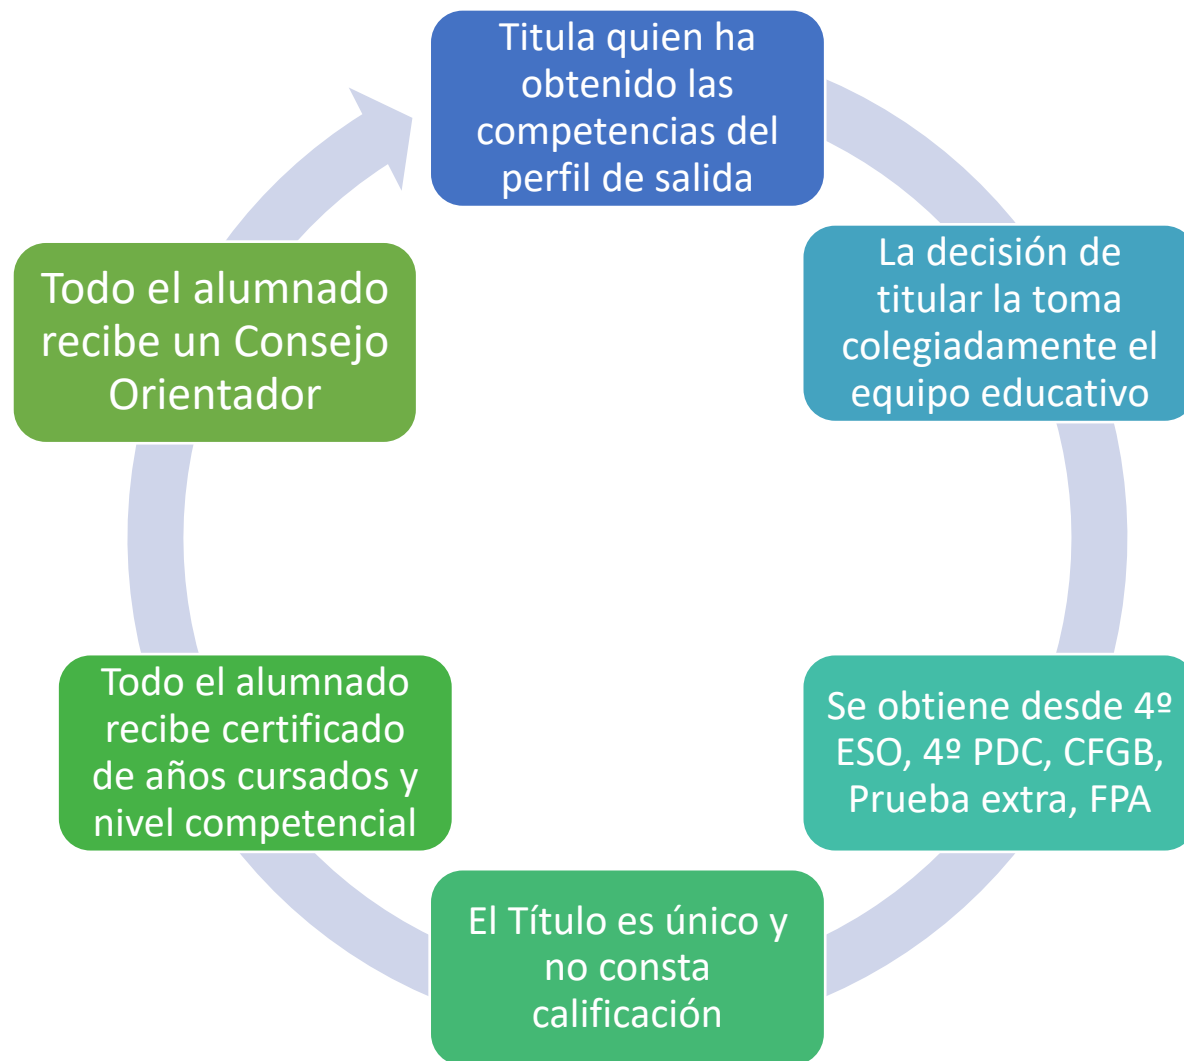 Titula quien ha
obtenido las
competencias del
perfil de salida
La decisión de
titular la toma
colegiadamente el
equipo educativo
Se obtiene desde 4º
ESO, 4º PDC, CFGB,
Prueba extra, FPA
El Título es único y
no consta
calificación
Todo el alumnado
recibe certificado
de años cursados y
nivel competencial
Todo el alumnado
recibe un Consejo
Orientador